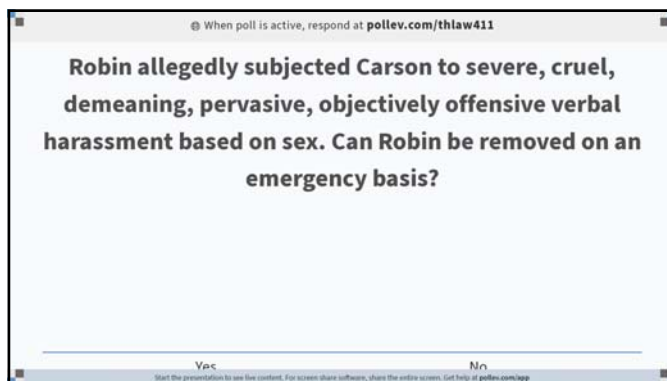 When poll is active, respond at pollev.com/thlaw411
Robin allegedly subjected Carson to severe, cruel,
demeaning, pervasive, objectively offensive verbal
harassment based on sex. Can Robin be removed on an
emergency basis?
Yes No
Start the presentation to see live content. For screen share software, share the entire screen. Get help at pollev.com/app